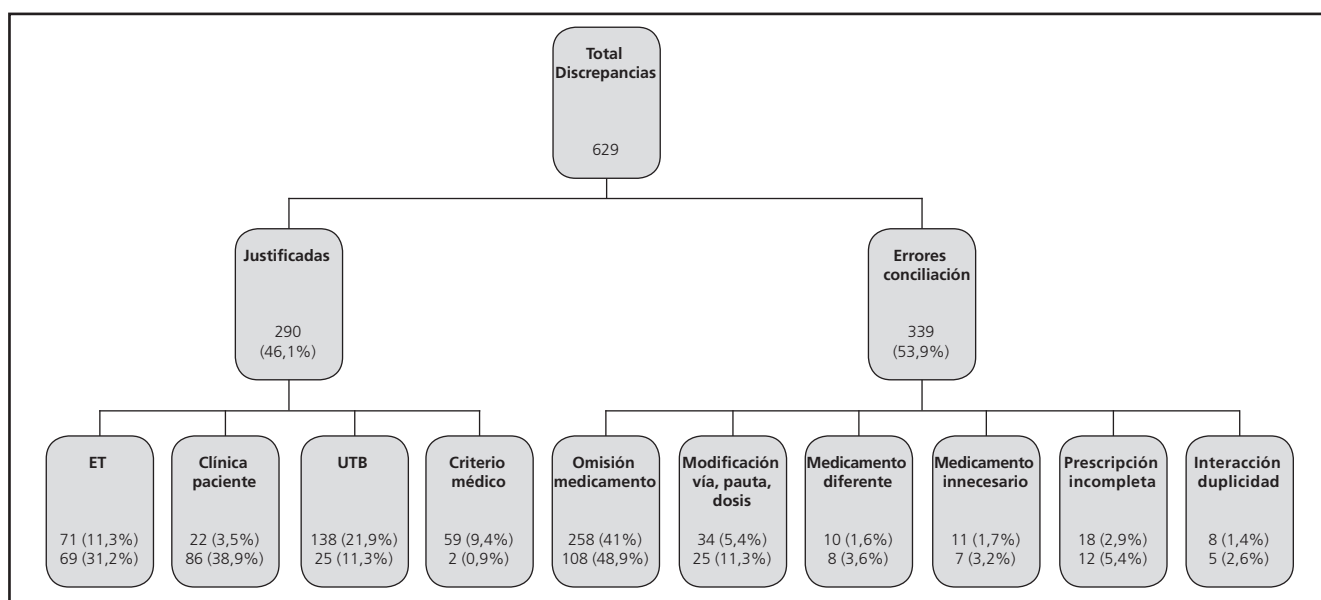 Total
Discrepancias
629
Justificadas
290
(46,1%)
Errores
conciliación
339
(53,9%)
ET
71 (11,3%)
69 (31,2%)
Clínica
paciente
22 (3,5%)
86 (38,9%)
UTB
138 (21,9%)
25 (11,3%)
Criterio
médico
59 (9,4%)
2 (0,9%)
Omisión
medicamento
258 (41%)
108 (48,9%)
Modificación
vía, pauta,
dosis
34 (5,4%)
25 (11,3%)
Medicamento
diferente
10 (1,6%)
8 (3,6%)
Medicamento
innecesario
11 (1,7%)
7 (3,2%)
Prescripción
incompleta
18 (2,9%)
12 (5,4%)
Interacción
duplicidad
8 (1,4%)
5 (2,6%)